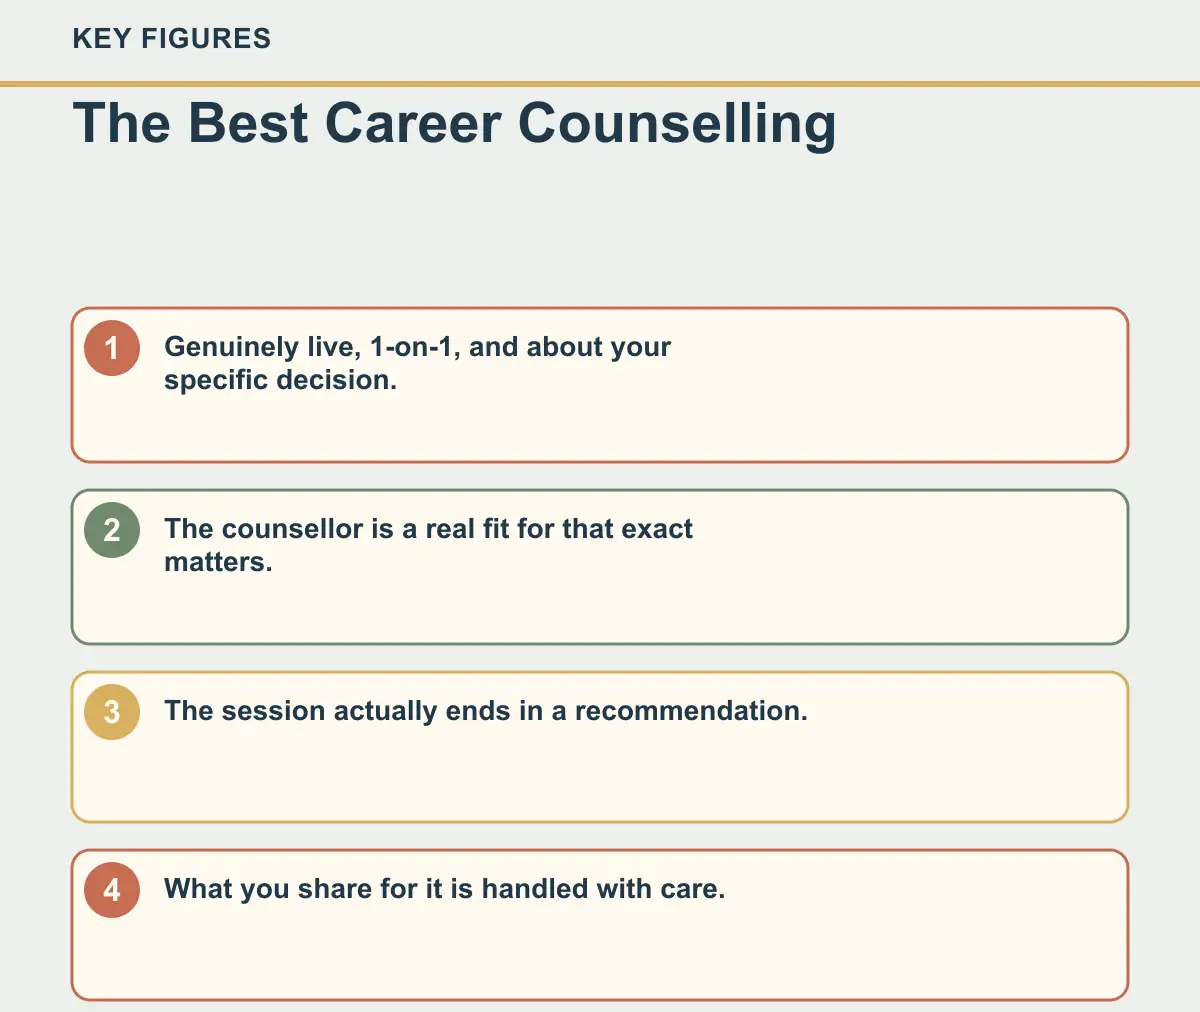 KEY FIGURES
The Best Career Counselling
1
Genuinely live, 1-on-1, and about your
specific decision.
2
The counsellor is a real fit for that exact
matters.
3
The session actually ends in a recommendation.
4
What you share for it is handled with care.